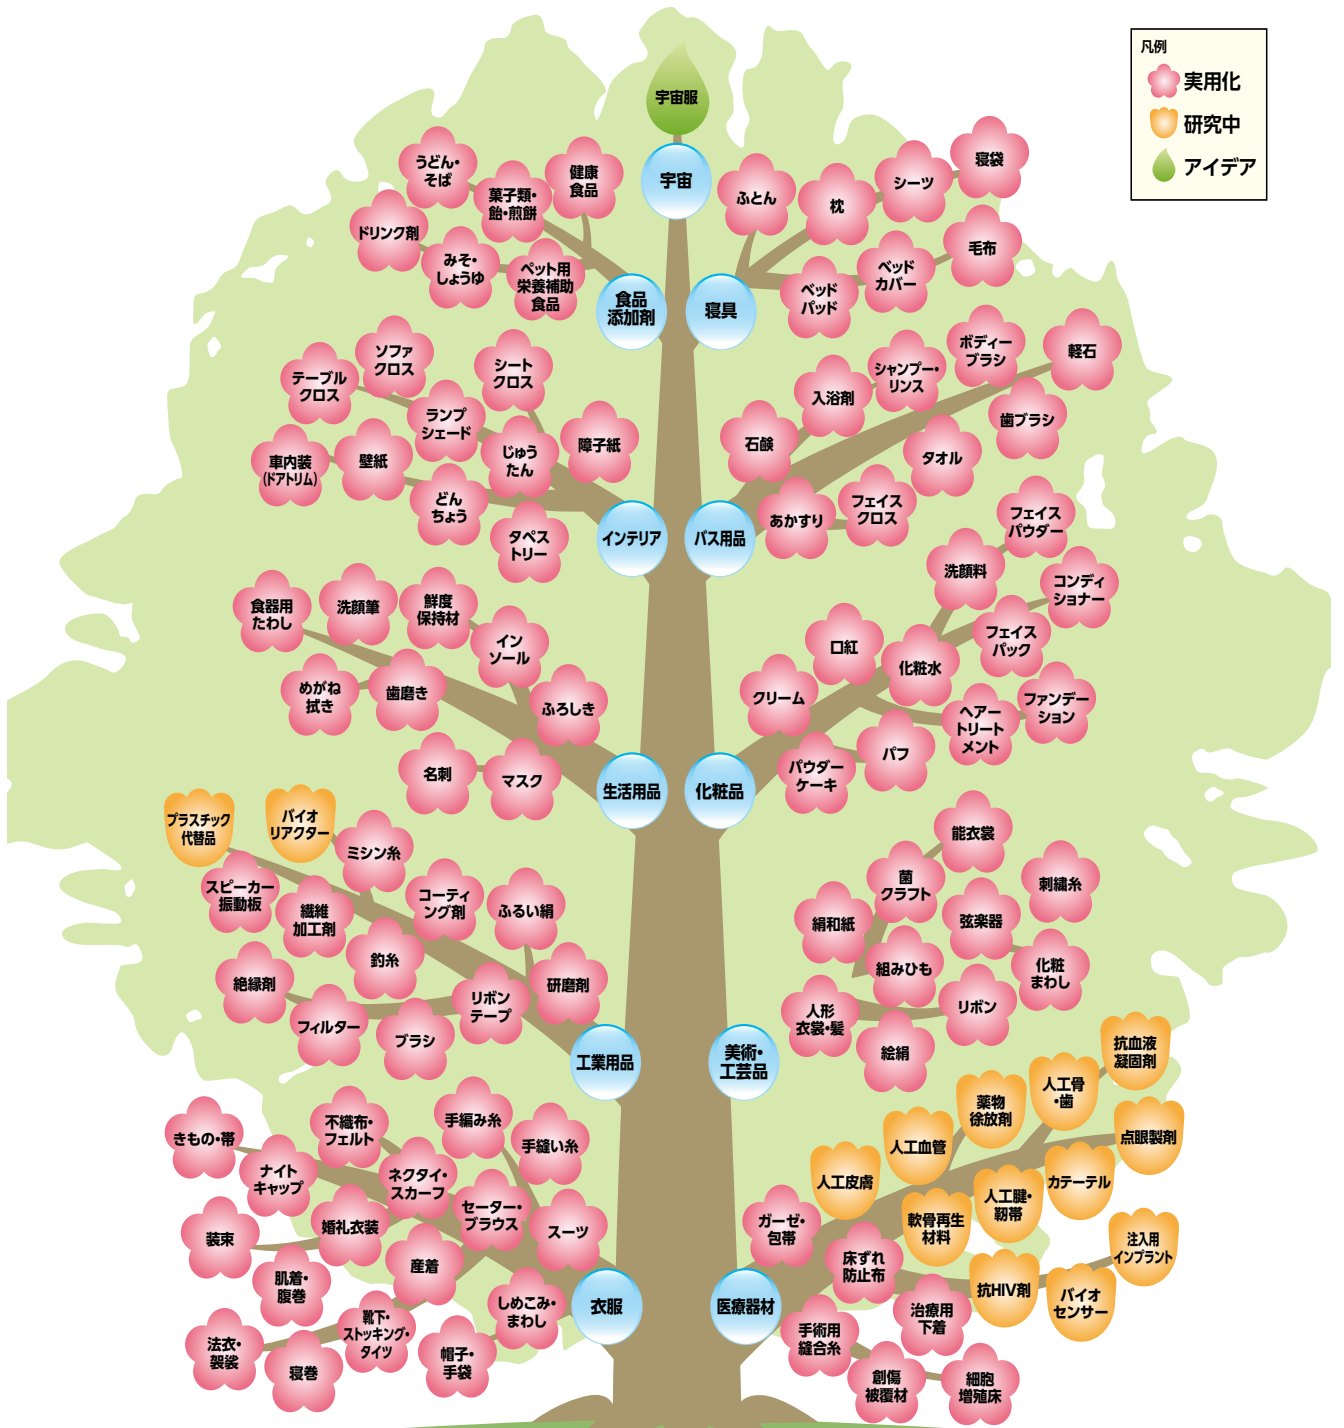 凡例
実用化
研究中
アイデア
宇宙服
宇宙
うどん・
そば
菓子類・
飴・煎餅
健康
食品
ドリンク剤
みそ・
しょうゆ
ペット用
栄養補助
食品
食品
添加剤
ふとん
枕
シーツ
寝袋
ベッド
パッド
ベッド
カバー
毛布
寝具
テーブル
クロス
ソファ
クロス
シート
クロス
ランプ
シェード
じゅう
たん
障子紙
車内装
(ドアトリム)
壁紙
どん
ちょう
タペス
トリー
インテリア
石鹸
入浴剤
シャンプー・
リンス
ボディー
ブラシ
軽石
歯ブラシ
タオル
あかすり
フェイス
クロス
バス用品
食器用
たわし
洗顔筆
鮮度
保持材
イン
ソール
めがね
拭き
歯磨き
ふろしき
名刺
マスク
生活用品
フェイス
パウダー
洗顔料
コンディ
ショナー
口紅
化粧水
フェイス
パック
クリーム
ヘアー
トリート
メント
ファンデー
ション
パウダー
ケーキ
パフ
化粧品
プラスチック
代替品
バイオ
リアクター
ミシン糸
スピーカー
振動板
繊維
加工剤
コーティ
ング剤
ふるい絹
釣糸
絶縁剤
フィルター
ブラシ
リボン
テープ
研磨剤
工業用品
能衣裳
菌
クラフト
刺繍糸
絹和紙
弦楽器
組みひも
化粧
まわし
人形
衣裳・髪
リボン
絵絹
美術・
工芸品
きもの・帯
不織布・
フェルト
手編み糸
手縫い糸
ナイト
キャップ
ネクタイ・
スカーフ
セーター・
ブラウス
スーツ
装束
婚礼衣装
産着
肌着・
腹巻
法衣・
袈裟
寝巻
靴下・
ストッキング・
タイツ
帽子・
手袋
しめこみ・
まわし
衣服
抗血液
凝固剤
人工骨
・歯
薬物
徐放剤
点眼製剤
人工血管
人工皮膚
カテーテル
人工腱・
靭帯
軟骨再生
材料
ガーゼ・
包帯
床ずれ
防止布
注入用
インプラント
抗HIV剤
バイオ
センサー
治療用
下着
手術用
縫合糸
創傷
被覆材
細胞
増殖床
医療器材